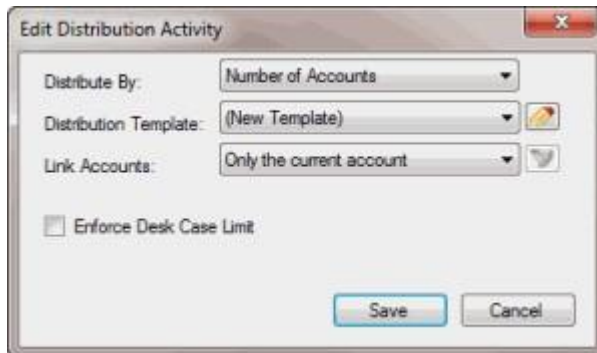 Edit Distribution Activity
Distribute By: Number of Accounts
Distribution Template: (New Template)
Link Accounts: Only the current account
Enforce Desk Case Limit
Save Cancel